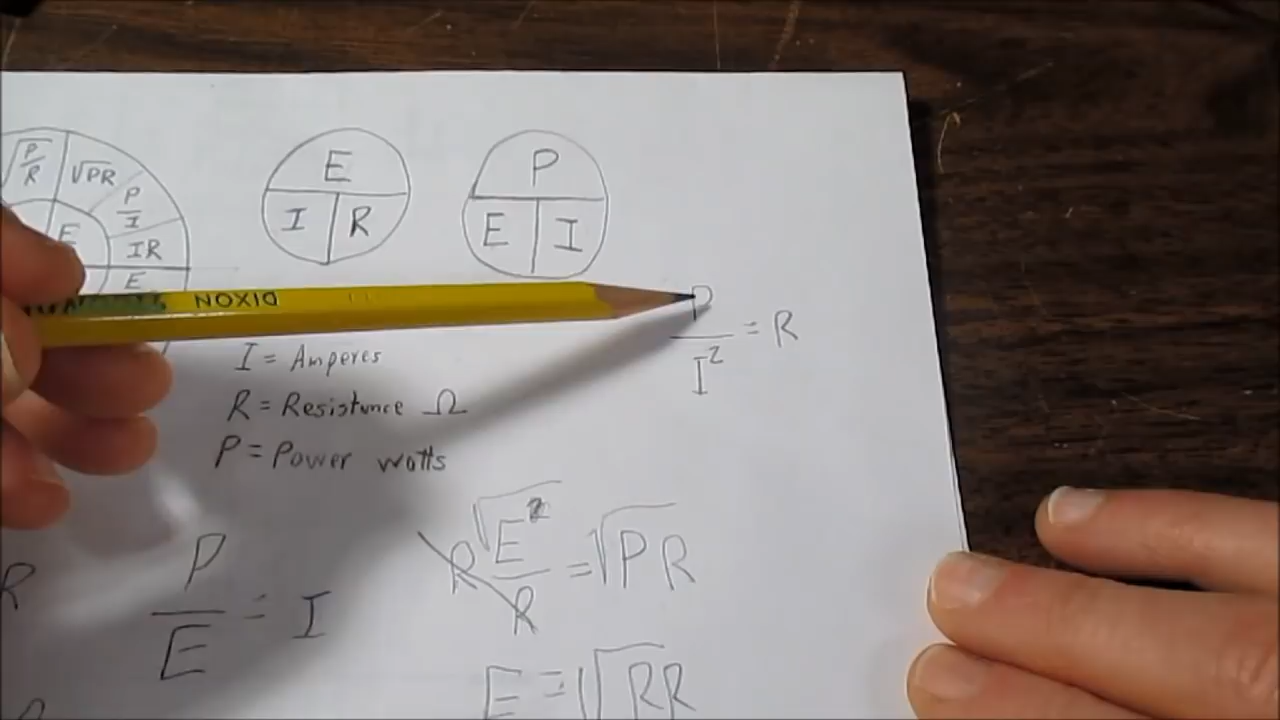 √P/R
√PR
P/I
IR
E
E
E
I R
P
E I
DIXON
P/I² = R
I = Amperes
R = Resistance Ω
P = Power watts
R
P/E = I
R √E²/R = √PR
E = √PR